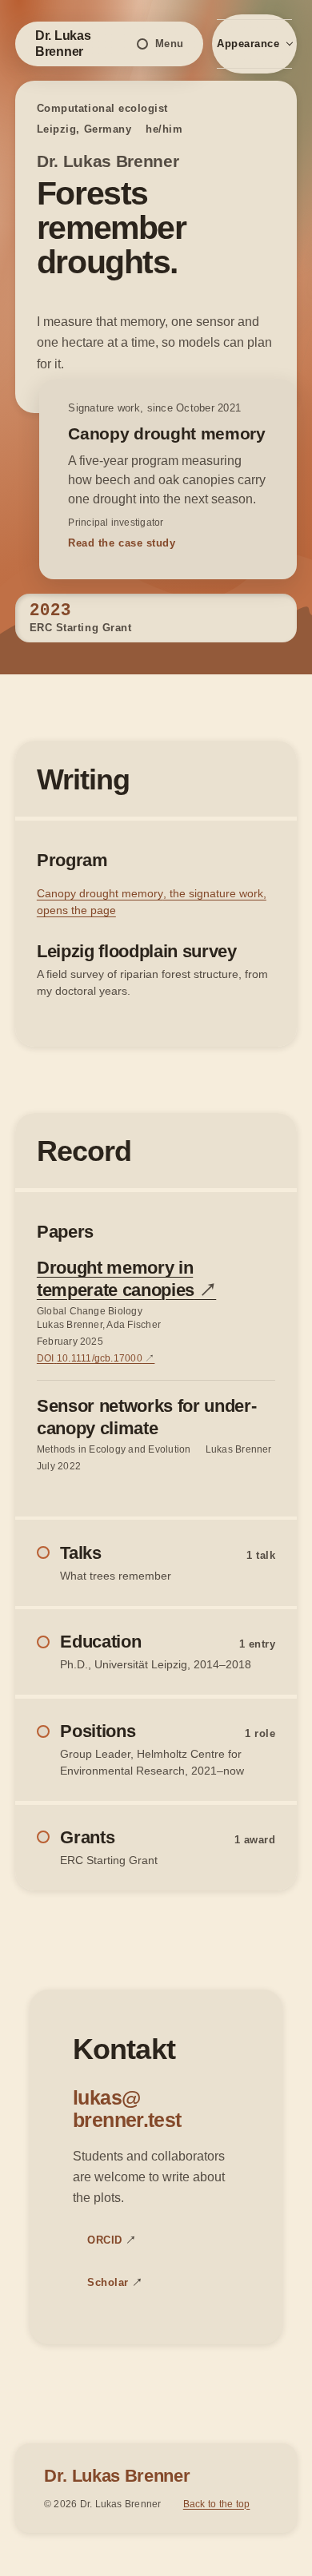 Dr. Lukas
Brenner
Menu
Appearance
Computational ecologist
Leipzig, Germany he/him
Dr. Lukas Brenner
Forests
remember
droughts.
I measure that memory, one sensor and
one hectare at a time, so models can plan
for it.
Signature work, since October 2021
Canopy drought memory
A five-year program measuring
how beech and oak canopies carry
one drought into the next season.
Principal investigator
Read the case study
2023
ERC Starting Grant
Writing
Program
Canopy drought memory, the signature work,
opens the page
Leipzig floodplain survey
A field survey of riparian forest structure, from
my doctoral years.
Record
Papers
Drought memory in
temperate canopies ↗
Global Change Biology
Lukas Brenner, Ada Fischer
February 2025
DOI 10.1111/gcb.17000 ↗
Sensor networks for under-
canopy climate
Methods in Ecology and Evolution Lukas Brenner
July 2022
Talks 1 talk
What trees remember
Education 1 entry
Ph.D., Universität Leipzig, 2014–2018
Positions 1 role
Group Leader, Helmholtz Centre for
Environmental Research, 2021–now
Grants 1 award
ERC Starting Grant
Kontakt
lukas@
brenner.test
Students and collaborators
are welcome to write about
the plots.
ORCID ↗
Scholar ↗
Dr. Lukas Brenner
© 2026 Dr. Lukas Brenner Back to the top